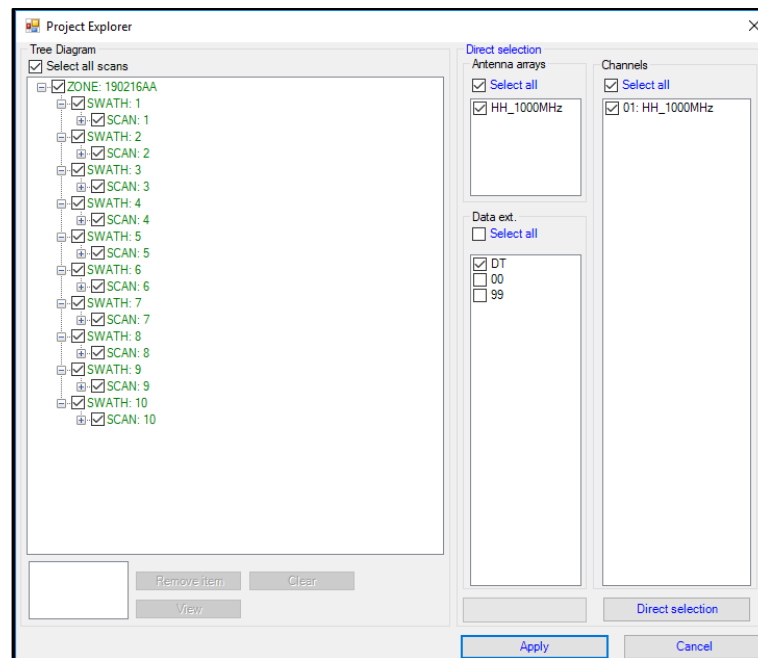 Project Explorer
Tree Diagram
Select all scans
ZONE: 190216AA
SWATH: 1
SCAN: 1
SWATH: 2
SCAN: 2
SWATH: 3
SCAN: 3
SWATH: 4
SCAN: 4
SWATH: 5
SCAN: 5
SWATH: 6
SCAN: 6
SWATH: 7
SCAN: 7
SWATH: 8
SCAN: 8
SWATH: 9
SCAN: 9
SWATH: 10
SCAN: 10
Remove item
Clear
View
Direct selection
Antenna arrays
Select all
HH_1000MHz
Data ext.
Select all
DT
00
99
Channels
Select all
01: HH_1000MHz
Direct selection
Apply
Cancel